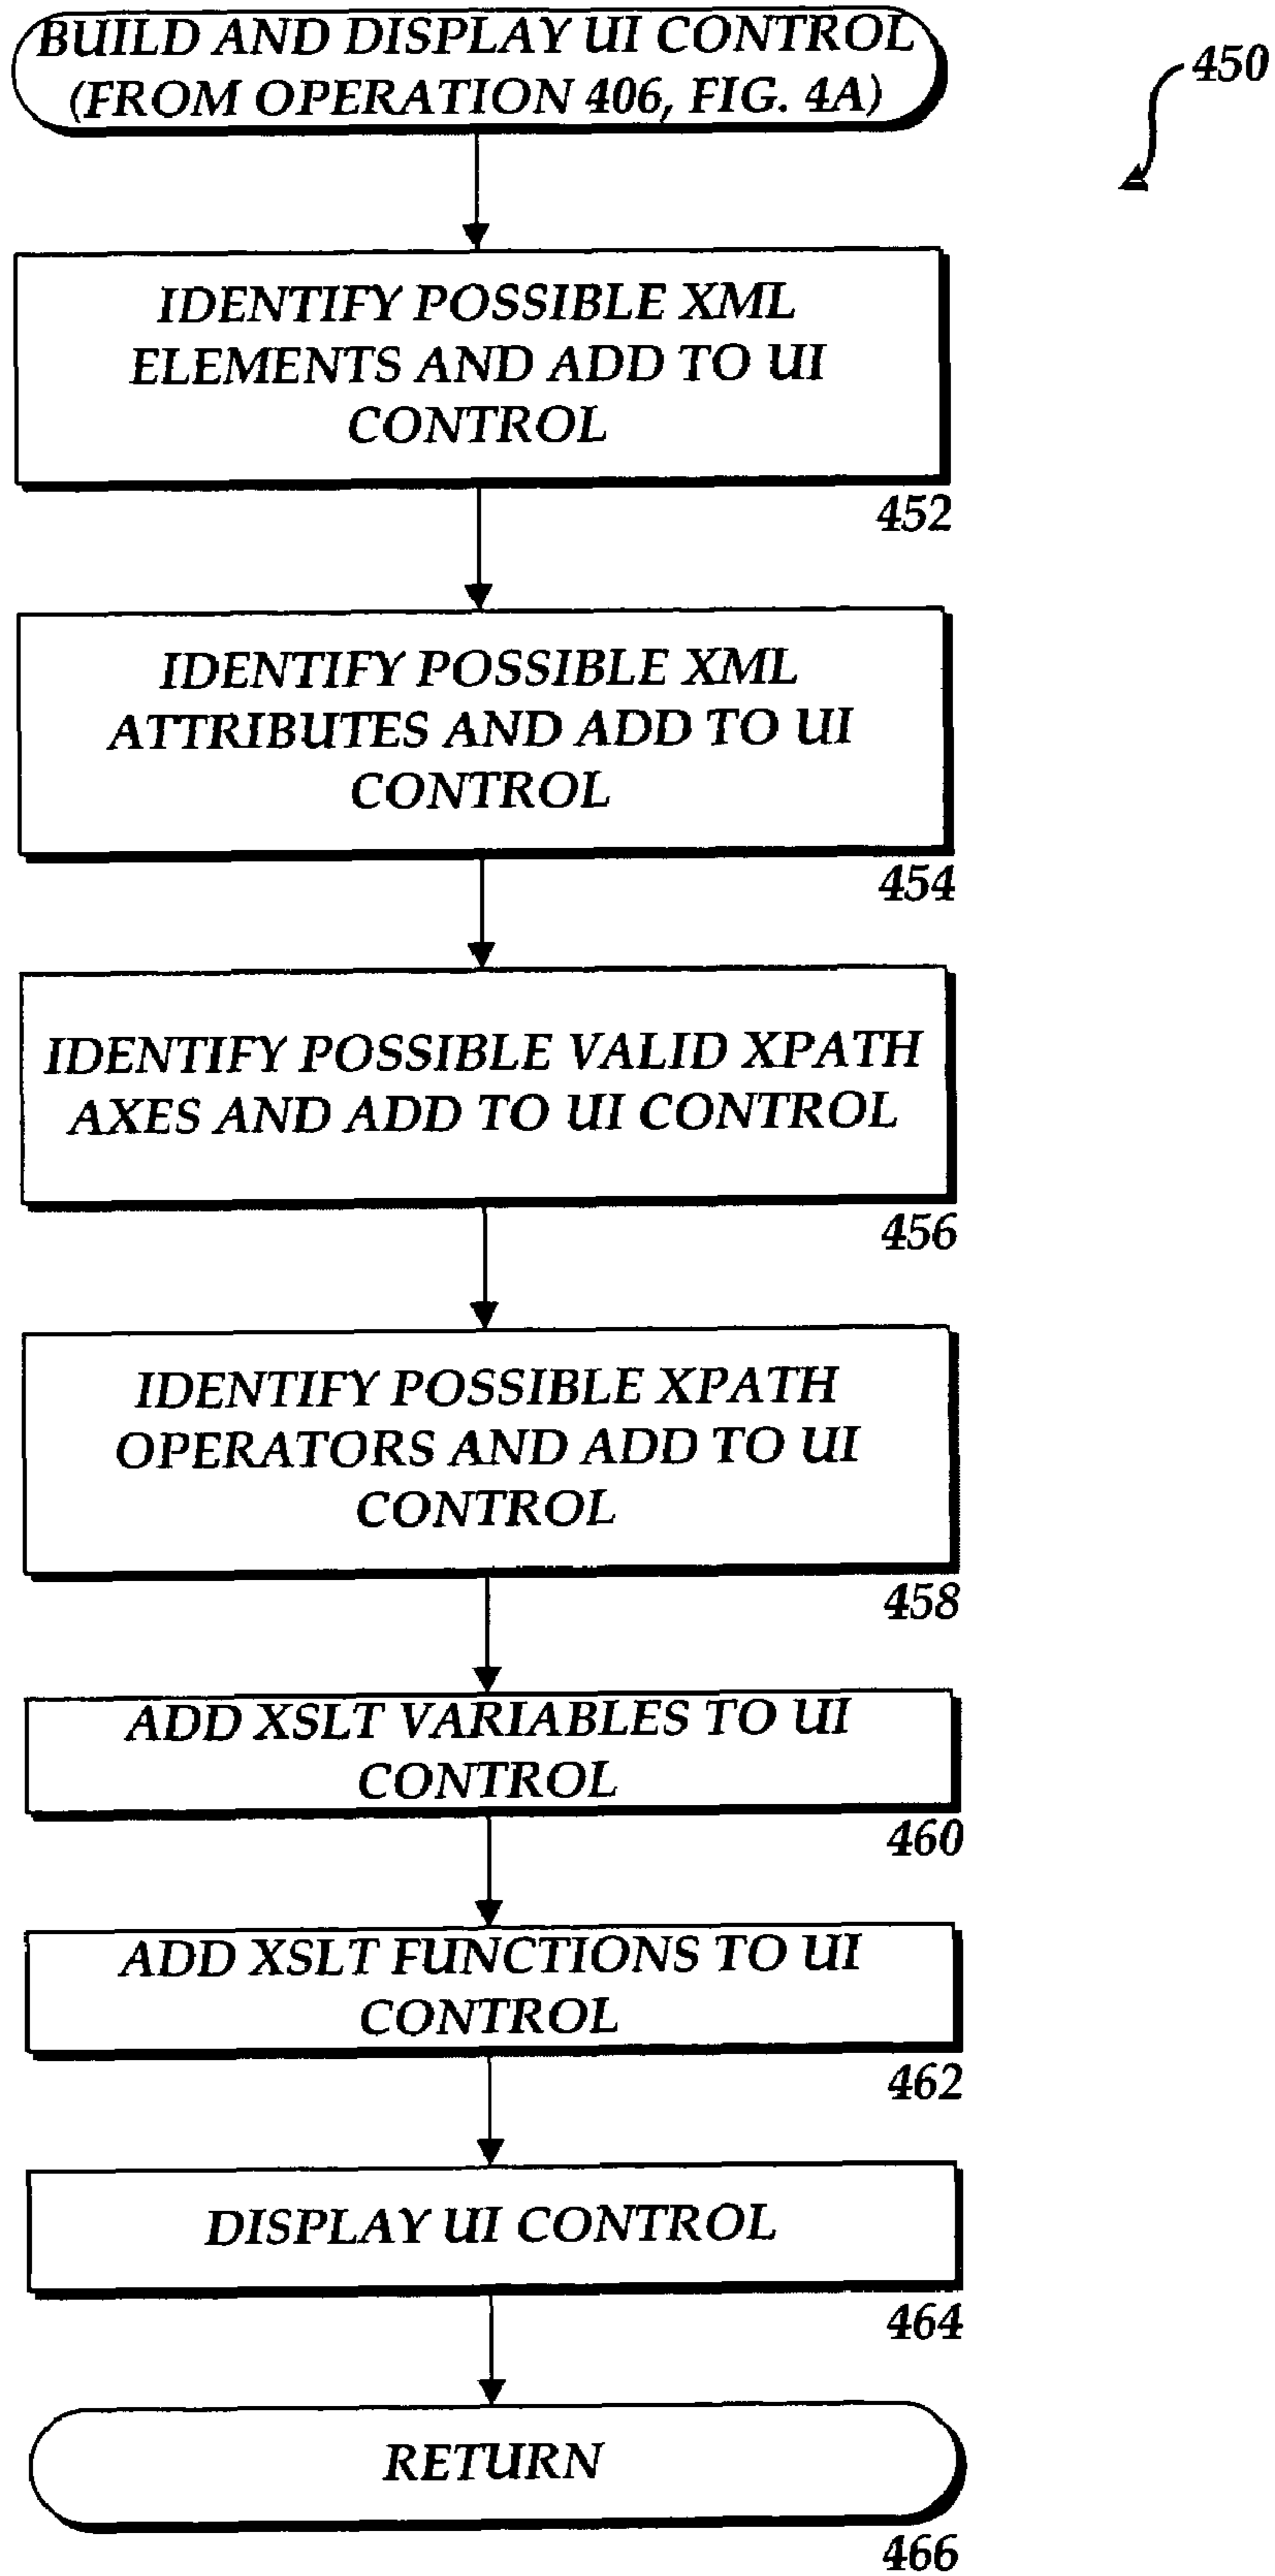 BUILD AND DISPLAY UI CONTROL
(FROM OPERATION 406, FIG. 4A)
450
IDENTIFY POSSIBLE XML
ELEMENTS AND ADD TO UI
CONTROL
452
IDENTIFY POSSIBLE XML
ATTRIBUTES AND ADD TO UI
CONTROL
454
IDENTIFY POSSIBLE VALID XPATH
AXES AND ADD TO UI CONTROL
456
IDENTIFY POSSIBLE XPATH
OPERATORS AND ADD TO UI
CONTROL
458
ADD XSLT VARIABLES TO UI
CONTROL
460
ADD XSLT FUNCTIONS TO UI
CONTROL
462
DISPLAY UI CONTROL
464
RETURN
466